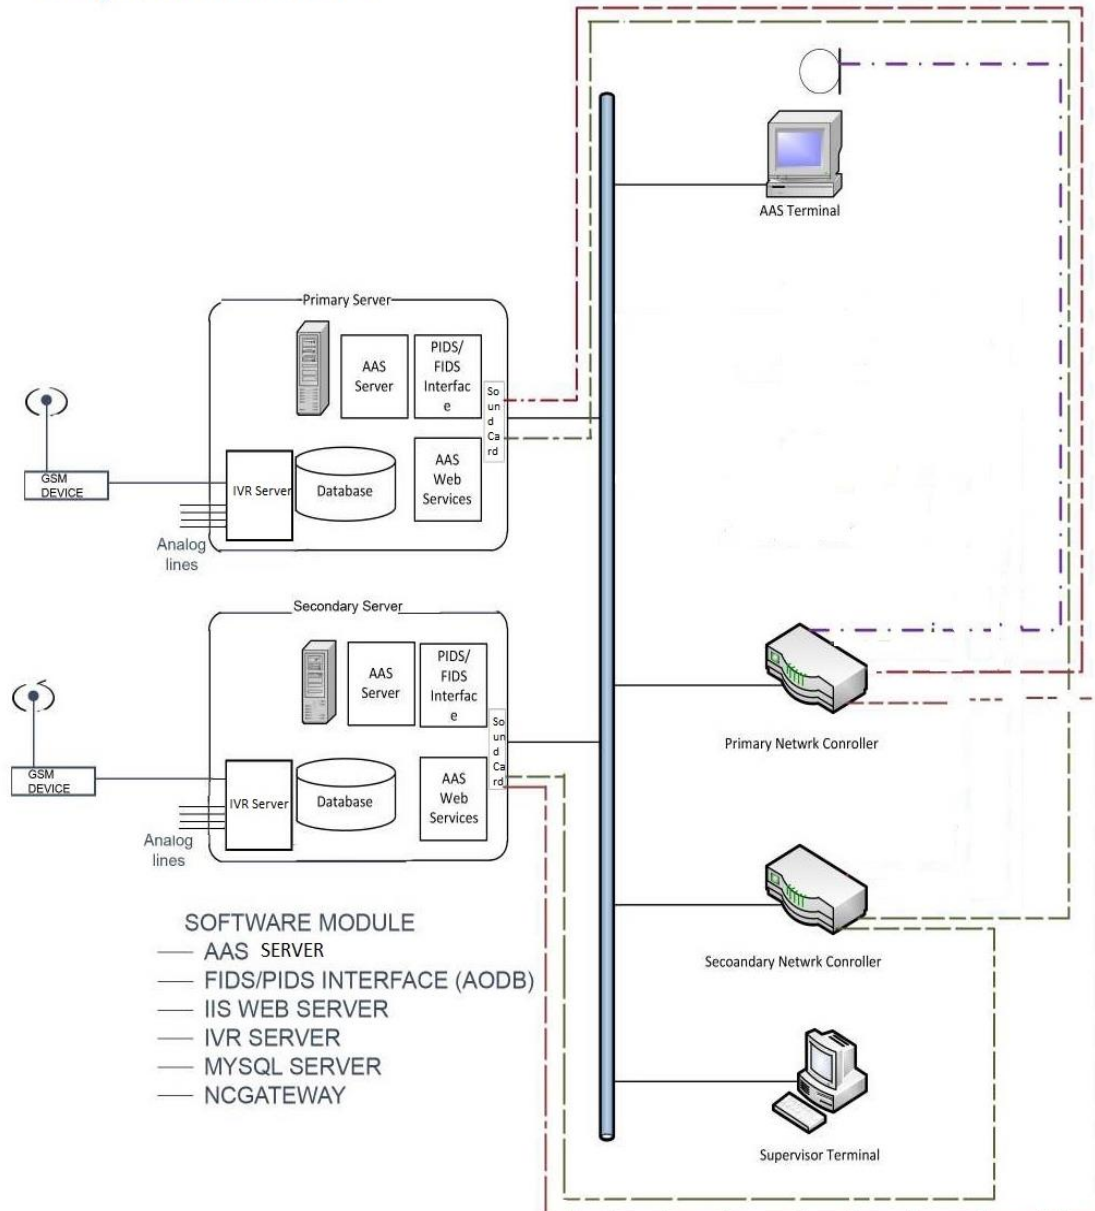 AAS Terminal
Primary Server
AAS
Server
PIDS/
FIDS
Interfac
e
So
un
d
Ca
rd
GSM
DEVICE
IVR Server
Database
AAS
Web
Services
Analog
lines
Secondary Server
AAS
Server
PIDS/
FIDS
Interfac
e
So
un
d
Ca
rd
Primary Netwrk Conroller
GSM
DEVICE
IVR Server
Database
AAS
Web
Services
Analog
lines
SOFTWARE MODULE
AAS SERVER
FIDS/PIDS INTERFACE (AODB)
IIS WEB SERVER
IVR SERVER
MYSQL SERVER
NCGATEWAY
Secoandary Netwrk Cnroller
Supervisor Terminal